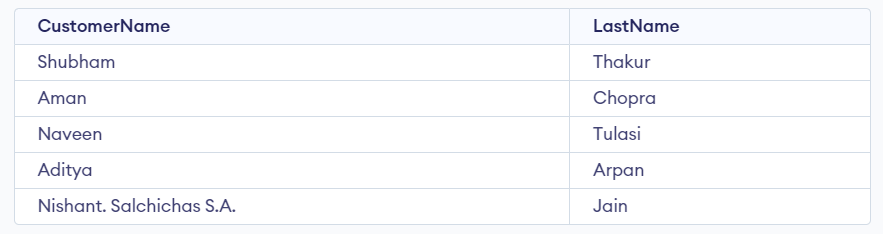 CustomerName LastName
Shubham Thakur
Aman Chopra
Naveen Tulasi
Aditya Arpan
Nishant. Salchichas S.A. Jain